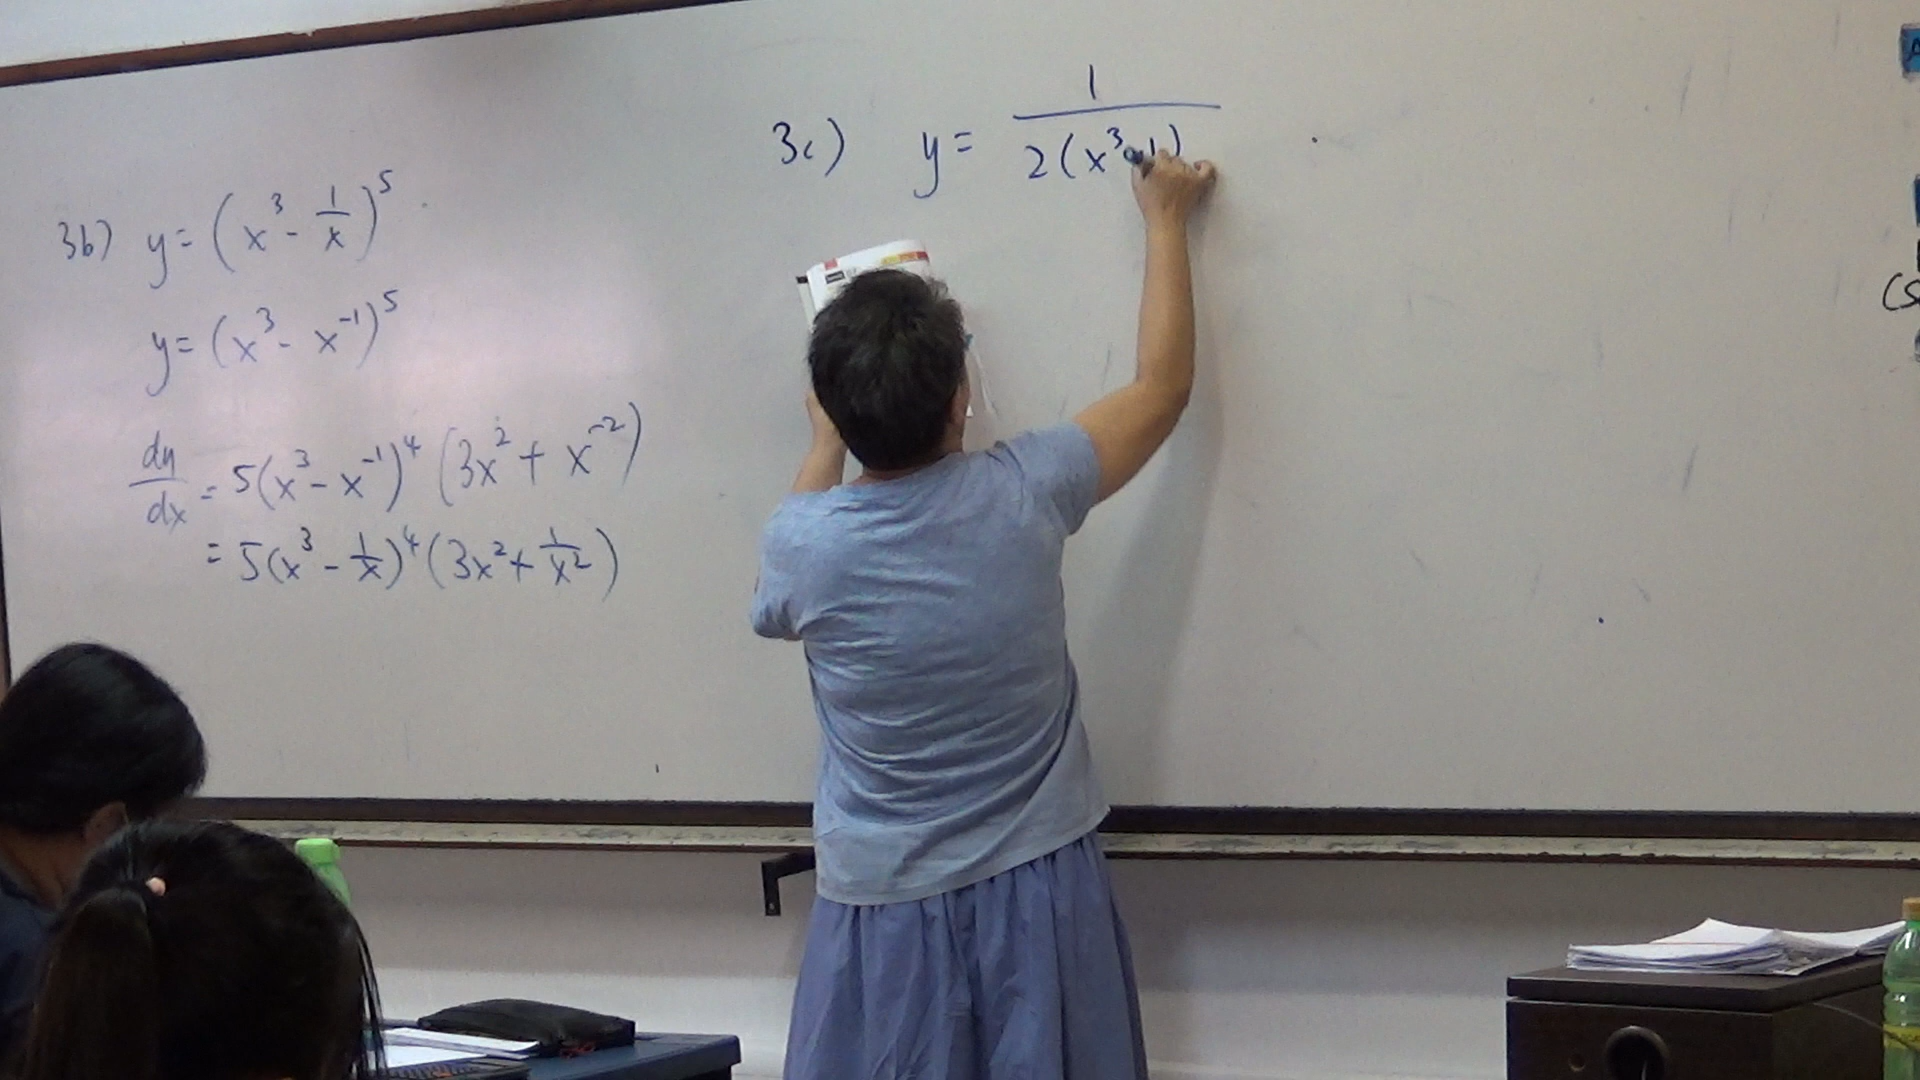 3b) y = (x³ - 1/x)⁵
y = (x³ - x⁻¹)⁵
dy/dx = 5(x³ - x⁻¹)⁴ (3x² + x⁻²)
= 5(x³ - 1/x)⁴ (3x² + 1/x²)
3c) y = 1/2(x³ 1)